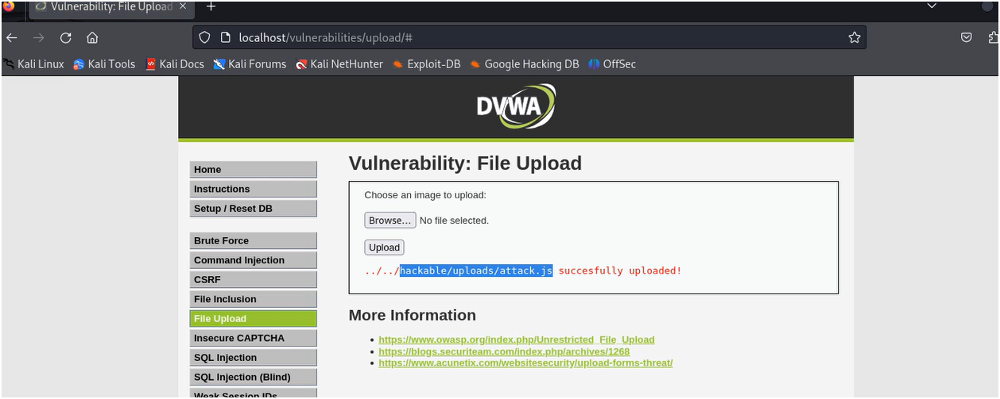 Vulnerability: File Upload
localhost/vulnerabilities/upload/#
Kali Linux Kali Tools Kali Docs Kali Forums Kali NetHunter Exploit-DB Google Hacking DB OffSec
DVWA
Home
Instructions
Setup / Reset DB
Brute Force
Command Injection
CSRF
File Inclusion
File Upload
Insecure CAPTCHA
SQL Injection
SQL Injection (Blind)
Weak Session IDs
Vulnerability: File Upload
Choose an image to upload:
Browse... No file selected.
Upload
../../hackable/uploads/attack.js succesfully uploaded!
More Information
https://www.owasp.org/index.php/Unrestricted_File_Upload
https://blogs.securiteam.com/index.php/archives/1268
https://www.acunetix.com/websitesecurity/upload-forms-threat/